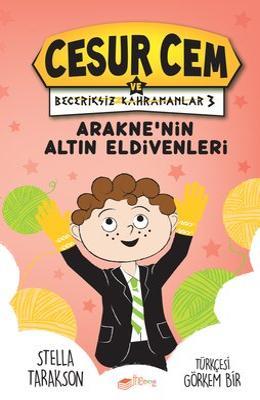 CESUR CEM
VE
BECERİKSİZ KAHRAMANLAR 3
ARAKNE'NİN
ALTIN ELDİVENLERİ
STELLA
TARAKSON
TÜRKÇESİ
GÖRKEM BİR